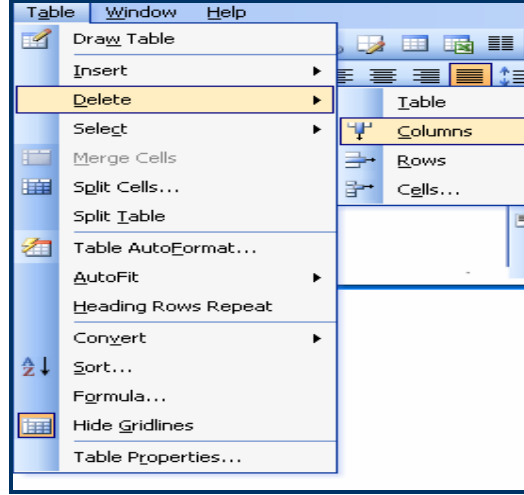 Table Window Help
Draw Table
Insert
Delete
Select
Merge Cells
Split Cells...
Split Table
Table AutoFormat...
AutoFit
Heading Rows Repeat
Convert
Sort...
Formula...
Hide Gridlines
Table Properties...
Table
Columns
Rows
Cells...